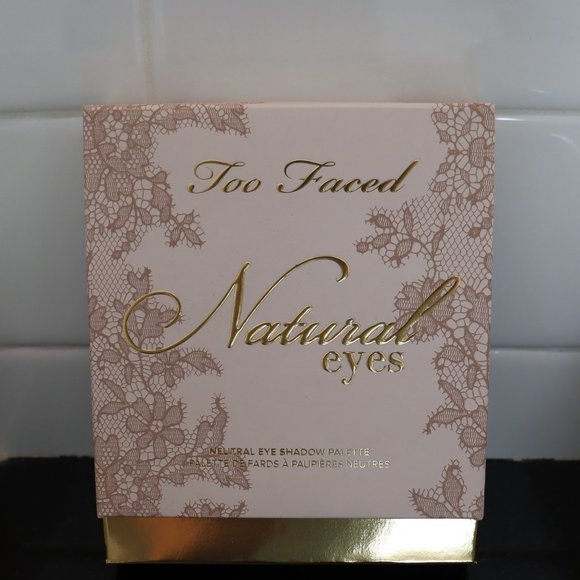 Too Faced
Natural
eyes
NEUTRAL EYE SHADOW PALETTE
PALETTE DE FARDS À PAUPIÈRES NEUTRES